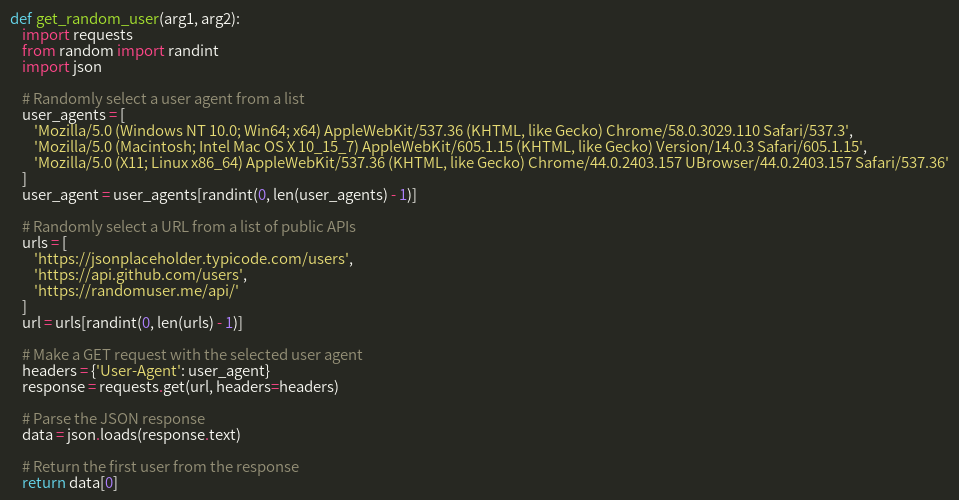 def get_random_user(arg1, arg2):
    import requests
    from random import randint
    import json

    # Randomly select a user agent from a list
    user_agents = [
        'Mozilla/5.0 (Windows NT 10.0; Win64; x64) AppleWebKit/537.36 (KHTML, like Gecko) Chrome/58.0.3029.110 Safari/537.3',
        'Mozilla/5.0 (Macintosh; Intel Mac OS X 10_15_7) AppleWebKit/605.1.15 (KHTML, like Gecko) Version/14.0.3 Safari/605.1.15',
        'Mozilla/5.0 (X11; Linux x86_64) AppleWebKit/537.36 (KHTML, like Gecko) Chrome/44.0.2403.157 UBrowser/44.0.2403.157 Safari/537.36'
    ]
    user_agent = user_agents[randint(0, len(user_agents) - 1)]

    # Randomly select a URL from a list of public APIs
    urls = [
        'https://jsonplaceholder.typicode.com/users',
        'https://api.github.com/users',
        'https://randomuser.me/api/'
    ]
    url = urls[randint(0, len(urls) - 1)]

    # Make a GET request with the selected user agent
    headers = {'User-Agent': user_agent}
    response = requests.get(url, headers=headers)

    # Parse the JSON response
    data = json.loads(response.text)

    # Return the first user from the response
    return data[0]